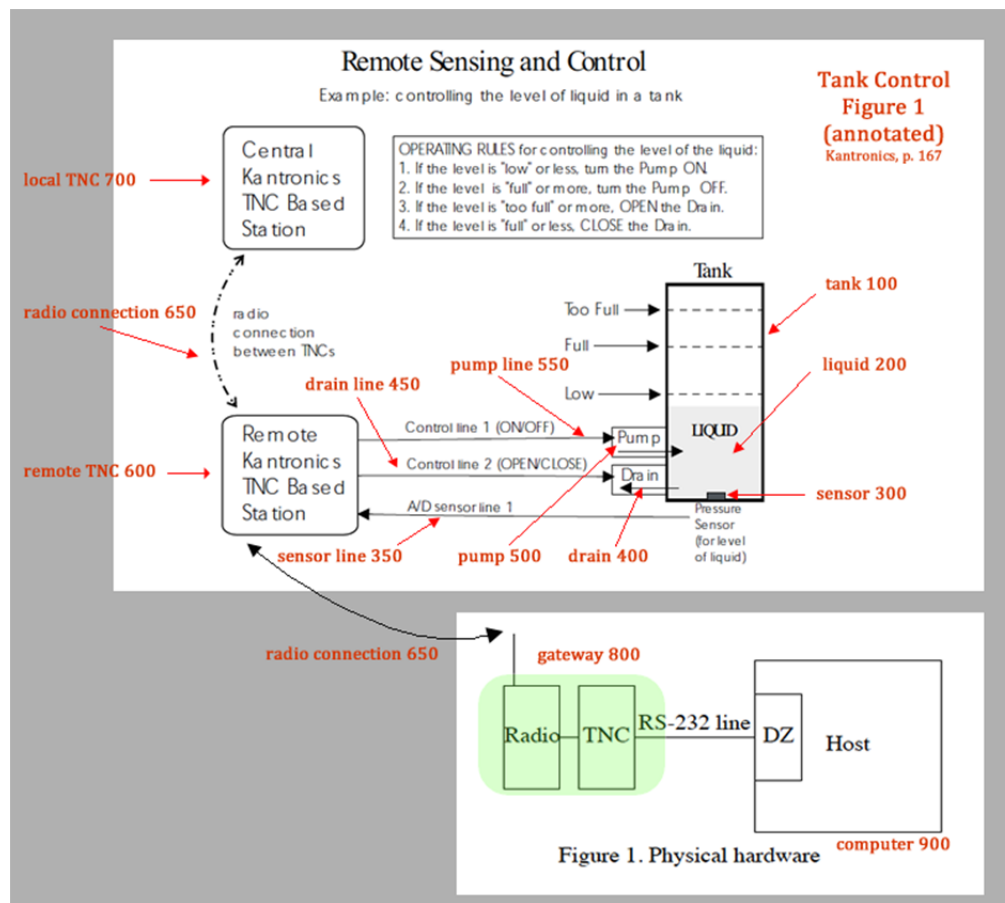 Remote Sensing and Control
Example: controlling the level of liquid in a tank
Tank Control
Figure 1
(annotated)
Kantronics, p. 167
local TNC 700
Central
Kantronics
TNC Based
Station
OPERATING RULES for controlling the level of the liquid:
1. If the level is "low" or less, turn the Pump ON.
2. If the level is "full" or more, turn the Pump OFF.
3. If the level is "too full" or more, OPEN the Drain.
4. If the level is "full" or less, CLOSE the Drain.
Tank
tank 100
radio connection 650
radio
connection
between TNCs
Too Full
Full
Low
pump line 550
liquid 200
drain line 450
Control line 1 (ON/OFF)
Pump
LIQUID
remote TNC 600
Remote
Kantronics
TNC Based
Station
Control line 2 (OPEN/CLOSE)
Drain
sensor 300
A/D sensor line 1
Pressure
Sensor
(for level
of liquid)
sensor line 350
pump 500
drain 400
radio connection 650
gateway 800
Radio
TNC
RS-232 line
DZ
Host
computer 900
Figure 1. Physical hardware